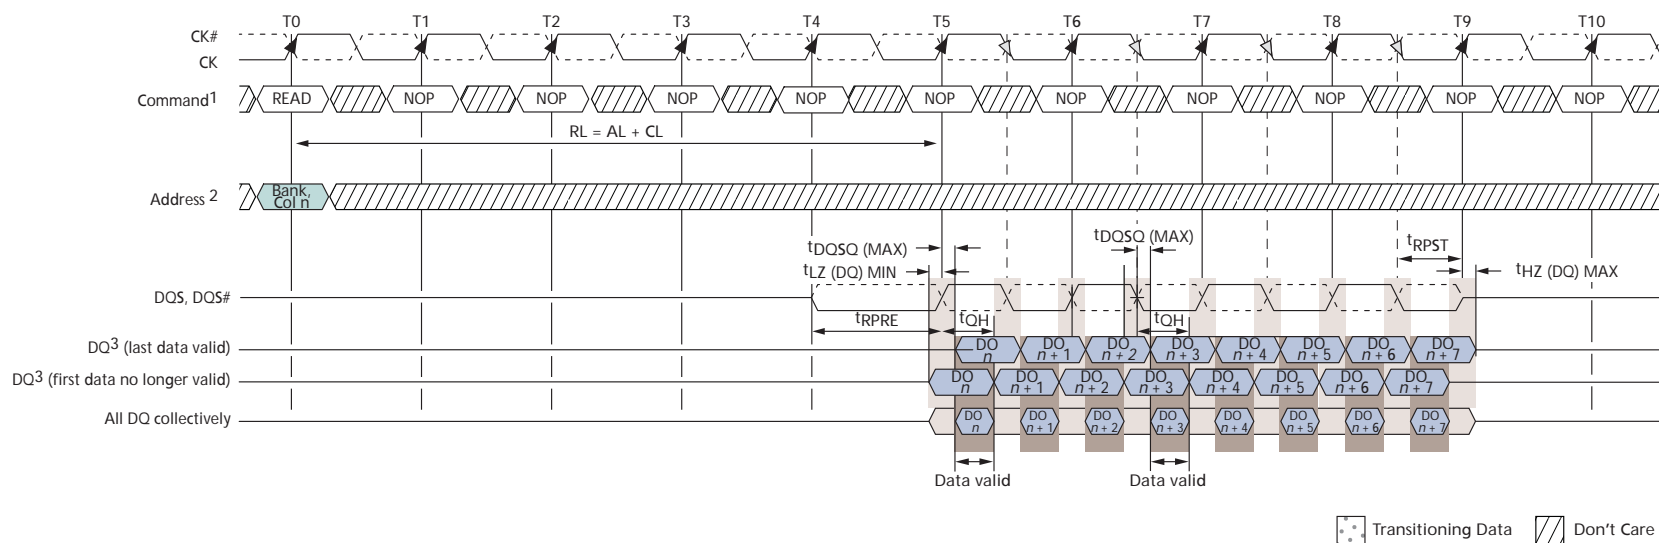 T0 T1 T2 T3 T4 T5 T6 T7 T8 T9 T10
CK#
CK
Command1 READ NOP NOP NOP NOP NOP NOP NOP NOP NOP NOP
RL = AL + CL
Address 2 Bank,
Col n
tDQSQ (MAX) tDQSQ (MAX) tRPST
tLZ (DQ) MIN tHZ (DQ) MAX
DQS, DQS#
tRPRE tQH tQH
DQ3 (last data valid) DO n DO n + 1 DO n + 2 DO n + 3 DO n + 4 DO n + 5 DO n + 6 DO n + 7
DQ3 (first data no longer valid) DO n DO n + 1 DO n + 2 DO n + 3 DO n + 4 DO n + 5 DO n + 6 DO n + 7
All DQ collectively DO n DO n + 1 DO n + 2 DO n + 3 DO n + 4 DO n + 5 DO n + 6 DO n + 7
Data valid Data valid
Transitioning Data Don't Care